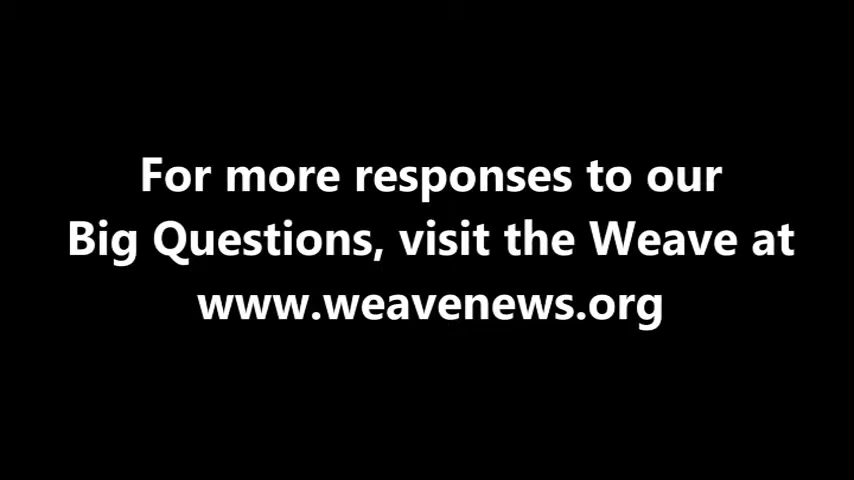 For more responses to our
Big Questions, visit the Weave at
www.weavenews.org